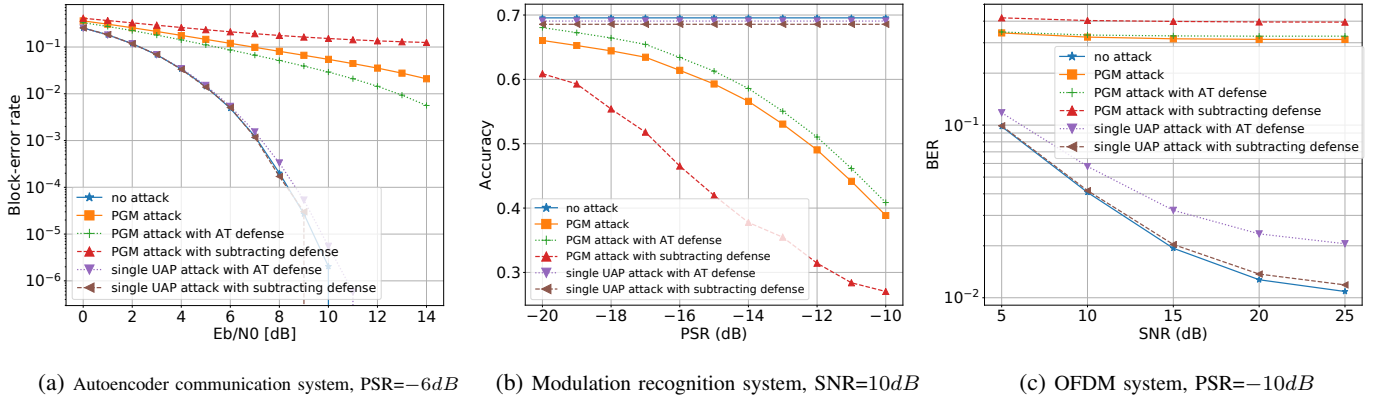 10⁻¹
10⁻²
10⁻³
10⁻⁴
10⁻⁵
10⁻⁶
Block-error rate
0 2 4 6 8 10 12 14
Eb/N0 [dB]
no attack
PGM attack
PGM attack with AT defense
PGM attack with subtracting defense
single UAP attack with AT defense
single UAP attack with subtracting defense
(a) Autoencoder communication system, PSR=−6dB
0.7
0.6
0.5
0.4
0.3
Accuracy
−20 −18 −16 −14 −12 −10
PSR (dB)
no attack
PGM attack
PGM attack with AT defense
PGM attack with subtracting defense
single UAP attack with AT defense
single UAP attack with subtracting defense
(b) Modulation recognition system, SNR=10dB
10⁻¹
10⁻²
BER
5 10 15 20 25
SNR (dB)
no attack
PGM attack
PGM attack with AT defense
PGM attack with subtracting defense
single UAP attack with AT defense
single UAP attack with subtracting defense
(c) OFDM system, PSR=−10dB